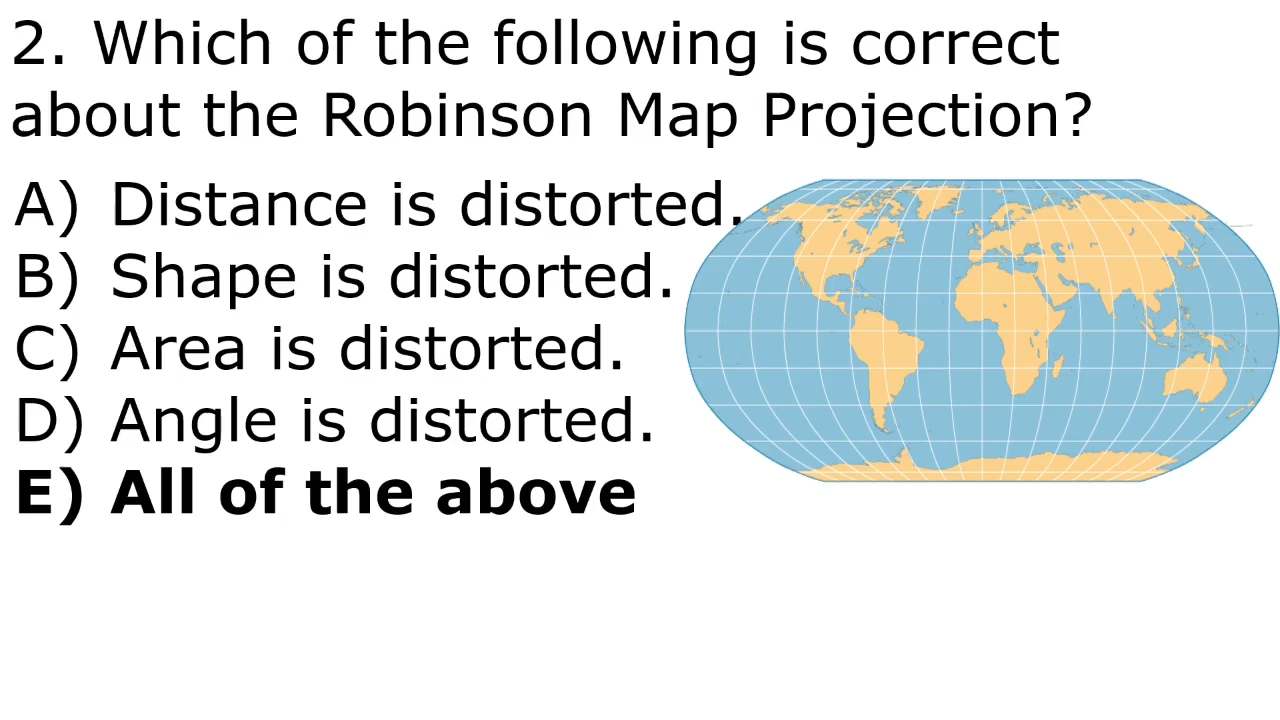 2. Which of the following is correct
about the Robinson Map Projection?
A) Distance is distorted.
B) Shape is distorted.
C) Area is distorted.
D) Angle is distorted.
E) All of the above